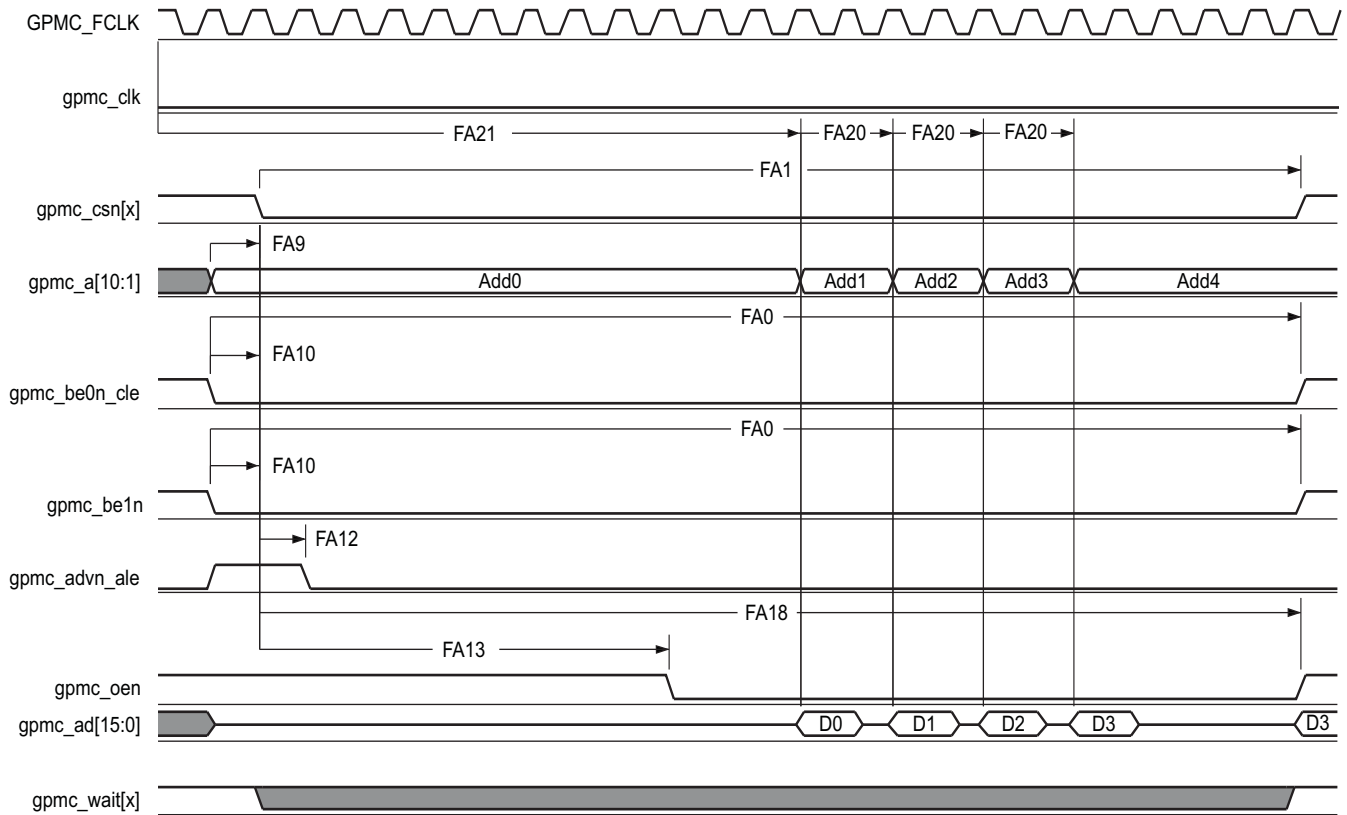 GPMC_FCLK
gpmc_clk
FA21 FA20 FA20 FA20
FA1
gpmc_csn[x]
FA9
gpmc_a[10:1] Add0 Add1 Add2 Add3 Add4
FA0
FA10
gpmc_be0n_cle
FA0
FA10
gpmc_be1n
FA12
gpmc_advn_ale
FA18
FA13
gpmc_oen
gpmc_ad[15:0] D0 D1 D2 D3 D3
gpmc_wait[x]